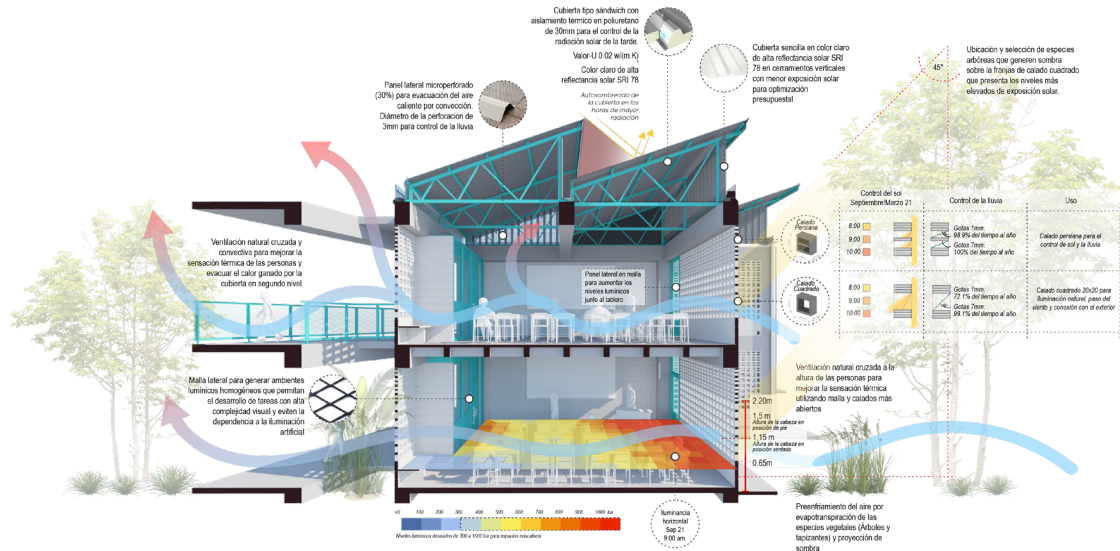 Cubierta tipo sándwich con
aislamiento térmico en poliuretano
de 30mm para el control de la
radiación solar de la tarde.
Valor-U 0.02 w/(m.K)
Color claro de alta
reflectancia solar SRI 78
Autosombreado de
la cubierta en las
horas de mayor
radiación
Panel lateral microperforado
(30%) para evacuación del aire
caliente por convección.
Diámetro de la perforación de
3mm para control de la lluvia
Cubierta sencilla en color claro
de alta reflectancia solar SRI
78 en cerramientos verticales
con menor exposición solar
para optimización
presupuestal
45°
Ubicación y selección de especies
arbóreas que generen sombra
sobre la franjas de calado cuadrado
que presenta los niveles más
elevados de exposición solar.
Control del sol
Septiembre/Marzo 21
Control de la lluvia
Uso
Calado
Persiana
8:00
9:00
10:00
Gotas 1mm:
98.9% del tiempo al año
Gotas 7mm:
100% del tiempo al año
Calado persiana para el
control de sol y la lluvia
Calado
Cuadrado
8:00
9:00
10:00
Gotas 1mm:
72.1% del tiempo al año
Gotas 7mm:
99.1% del tiempo al año
Calado cuadrado 20x20 para
iluminación natural, paso del
viento y conexión con el exterior
Ventilación natural cruzada y
convectiva para mejorar la
sensación térmica de las personas y
evacuar el calor ganado por la
cubierta en segundo nivel
Panel lateral en malla
para aumentar los
niveles lumínicos
junto al tablero
Malla lateral para generar ambientes
lumínicos homogéneos que permitan
el desarrollo de tareas con alta
complejidad visual y eviten la
dependencia a la iluminación
artificial
Ventilación natural cruzada a la
altura de las personas para
mejorar la sensación térmica
utilizando malla y calados más
abiertos
2.20m
1,5 m
Altura de la cabeza en
posición de pie
1,15 m
Altura de la cabeza en
posición sentado
0.65m
Iluminancia
horizontal
Sep 21
9:00 am.
<0 100 200 300 400 500 600 700 800 900 1000 lux
Niveles lumínicos deseados de 300 a 1000 lux para espacios educativos
Preenfriamiento del aire por
evapotranspiración de las
especies vegetales (Árboles y
tapizantes) y proyección de
sombra